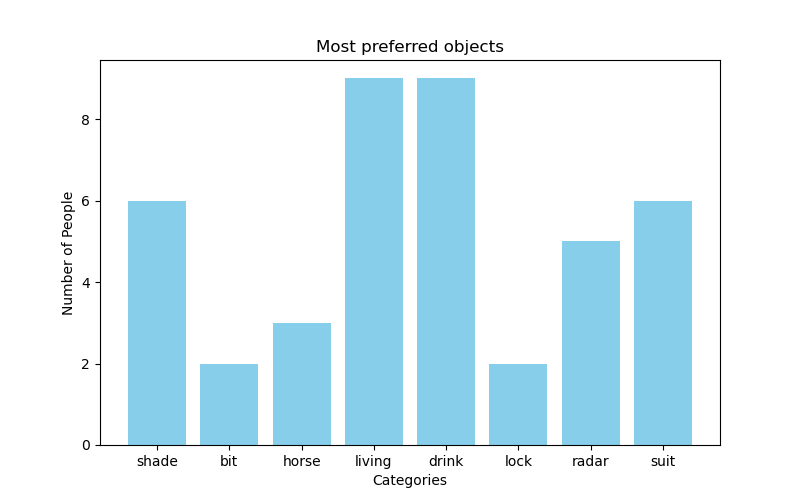 Most preferred objects
Number of People
8
6
4
2
0
shade bit horse living drink lock radar suit
Categories